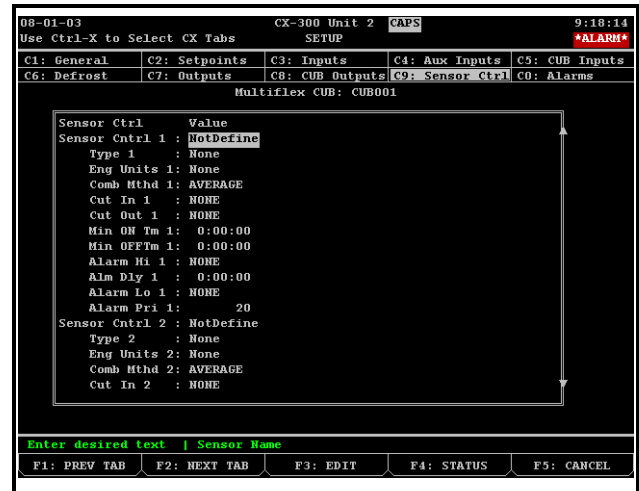 08-01-03 CX-300 Unit 2 CAPS 9:18:14
Use Ctrl-X to Select CX Tabs SETUP *ALARM*
C1: General C2: Setpoints C3: Inputs C4: Aux Inputs C5: CUB Inputs
C6: Defrost C7: Outputs C8: CUB Outputs C9: Sensor Ctrl C0: Alarms
Multiflex CUB: CUB001
Sensor Ctrl Value
Sensor Cntrl 1 : NotDefine
Type 1 : None
Eng Units 1: None
Comb Mthd 1: AVERAGE
Cut In 1 : NONE
Cut Out 1 : NONE
Min ON Tm 1: 0:00:00
Min OFFTm 1: 0:00:00
Alarm Hi 1 : NONE
Alm Dly 1 : 0:00:00
Alarm Lo 1 : NONE
Alarm Pri 1: 20
Sensor Cntrl 2 : NotDefine
Type 2 : None
Eng Units 2: None
Comb Mthd 2: AVERAGE
Cut In 2 : NONE
Enter desired text | Sensor Name
F1: PREV TAB F2: NEXT TAB F3: EDIT F4: STATUS F5: CANCEL